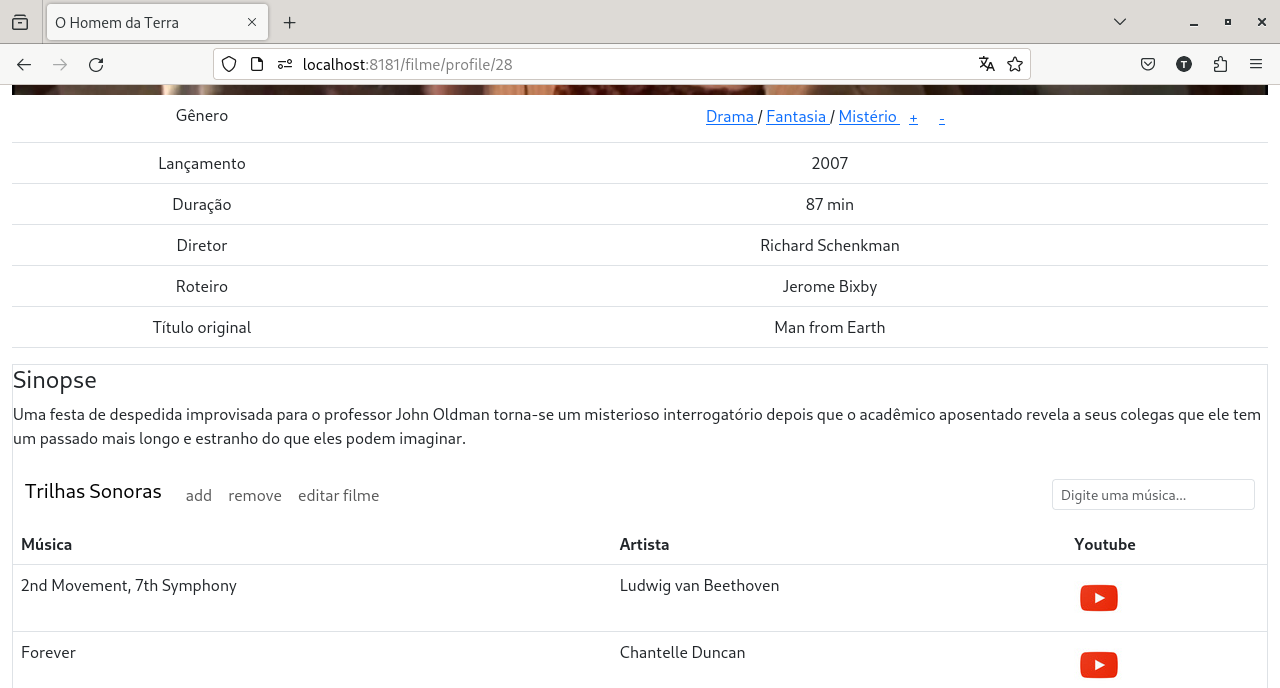 O Homem da Terra
localhost:8181/filme/profile/28
T
Gênero Drama / Fantasia / Mistério + -
Lançamento 2007
Duração 87 min
Diretor Richard Schenkman
Roteiro Jerome Bixby
Título original Man from Earth
Sinopse
Uma festa de despedida improvisada para o professor John Oldman torna-se um misterioso interrogatório depois que o acadêmico aposentado revela a seus colegas que ele tem
um passado mais longo e estranho do que eles podem imaginar.
Trilhas Sonoras add remove editar filme Digite uma música...
Música Artista Youtube
2nd Movement, 7th Symphony Ludwig van Beethoven
Forever Chantelle Duncan